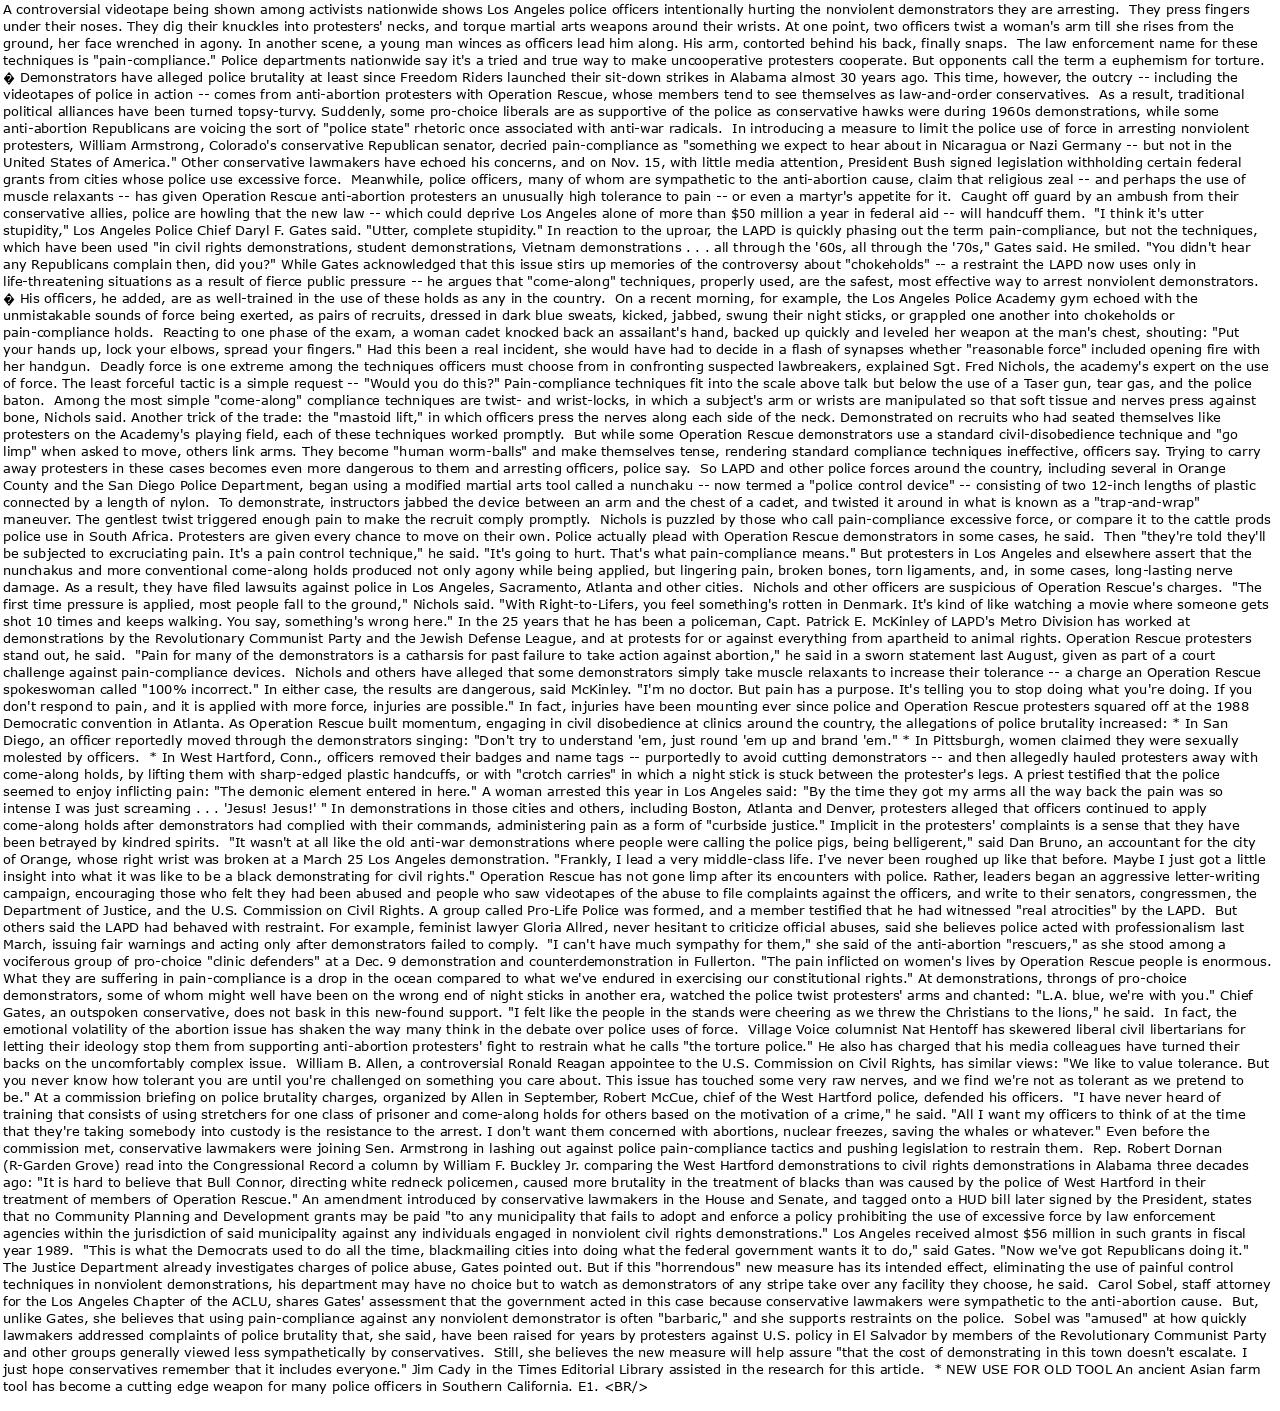 A controversial videotape being shown among activists nationwide shows Los Angeles police officers intentionally hurting the nonviolent demonstrators they are arresting.  They press fingers
under their noses. They dig their knuckles into protesters' necks, and torque martial arts weapons around their wrists. At one point, two officers twist a woman's arm till she rises from the
ground, her face wrenched in agony. In another scene, a young man winces as officers lead him along. His arm, contorted behind his back, finally snaps.  The law enforcement name for these
techniques is "pain-compliance." Police departments nationwide say it's a tried and true way to make uncooperative protesters cooperate. But opponents call the term a euphemism for torture.
� Demonstrators have alleged police brutality at least since Freedom Riders launched their sit-down strikes in Alabama almost 30 years ago. This time, however, the outcry -- including the
videotapes of police in action -- comes from anti-abortion protesters with Operation Rescue, whose members tend to see themselves as law-and-order conservatives.  As a result, traditional
political alliances have been turned topsy-turvy. Suddenly, some pro-choice liberals are as supportive of the police as conservative hawks were during 1960s demonstrations, while some
anti-abortion Republicans are voicing the sort of "police state" rhetoric once associated with anti-war radicals.  In introducing a measure to limit the police use of force in arresting nonviolent
protesters, William Armstrong, Colorado's conservative Republican senator, decried pain-compliance as "something we expect to hear about in Nicaragua or Nazi Germany -- but not in the
United States of America." Other conservative lawmakers have echoed his concerns, and on Nov. 15, with little media attention, President Bush signed legislation withholding certain federal
grants from cities whose police use excessive force.  Meanwhile, police officers, many of whom are sympathetic to the anti-abortion cause, claim that religious zeal -- and perhaps the use of
muscle relaxants -- has given Operation Rescue anti-abortion protesters an unusually high tolerance to pain -- or even a martyr's appetite for it.  Caught off guard by an ambush from their
conservative allies, police are howling that the new law -- which could deprive Los Angeles alone of more than $50 million a year in federal aid -- will handcuff them.  "I think it's utter
stupidity," Los Angeles Police Chief Daryl F. Gates said. "Utter, complete stupidity." In reaction to the uproar, the LAPD is quickly phasing out the term pain-compliance, but not the techniques,
which have been used "in civil rights demonstrations, student demonstrations, Vietnam demonstrations . . . all through the '60s, all through the '70s," Gates said. He smiled. "You didn't hear
any Republicans complain then, did you?" While Gates acknowledged that this issue stirs up memories of the controversy about "chokeholds" -- a restraint the LAPD now uses only in
life-threatening situations as a result of fierce public pressure -- he argues that "come-along" techniques, properly used, are the safest, most effective way to arrest nonviolent demonstrators.
� His officers, he added, are as well-trained in the use of these holds as any in the country.  On a recent morning, for example, the Los Angeles Police Academy gym echoed with the
unmistakable sounds of force being exerted, as pairs of recruits, dressed in dark blue sweats, kicked, jabbed, swung their night sticks, or grappled one another into chokeholds or
pain-compliance holds.  Reacting to one phase of the exam, a woman cadet knocked back an assailant's hand, backed up quickly and leveled her weapon at the man's chest, shouting: "Put
your hands up, lock your elbows, spread your fingers." Had this been a real incident, she would have had to decide in a flash of synapses whether "reasonable force" included opening fire with
her handgun.  Deadly force is one extreme among the techniques officers must choose from in confronting suspected lawbreakers, explained Sgt. Fred Nichols, the academy's expert on the use
of force. The least forceful tactic is a simple request -- "Would you do this?" Pain-compliance techniques fit into the scale above talk but below the use of a Taser gun, tear gas, and the police
baton.  Among the most simple "come-along" compliance techniques are twist- and wrist-locks, in which a subject's arm or wrists are manipulated so that soft tissue and nerves press against
bone, Nichols said. Another trick of the trade: the "mastoid lift," in which officers press the nerves along each side of the neck. Demonstrated on recruits who had seated themselves like
protesters on the Academy's playing field, each of these techniques worked promptly.  But while some Operation Rescue demonstrators use a standard civil-disobedience technique and "go
limp" when asked to move, others link arms. They become "human worm-balls" and make themselves tense, rendering standard compliance techniques ineffective, officers say. Trying to carry
away protesters in these cases becomes even more dangerous to them and arresting officers, police say.  So LAPD and other police forces around the country, including several in Orange
County and the San Diego Police Department, began using a modified martial arts tool called a nunchaku -- now termed a "police control device" -- consisting of two 12-inch lengths of plastic
connected by a length of nylon.  To demonstrate, instructors jabbed the device between an arm and the chest of a cadet, and twisted it around in what is known as a "trap-and-wrap"
maneuver. The gentlest twist triggered enough pain to make the recruit comply promptly.  Nichols is puzzled by those who call pain-compliance excessive force, or compare it to the cattle prods
police use in South Africa. Protesters are given every chance to move on their own. Police actually plead with Operation Rescue demonstrators in some cases, he said.  Then "they're told they'll
be subjected to excruciating pain. It's a pain control technique," he said. "It's going to hurt. That's what pain-compliance means." But protesters in Los Angeles and elsewhere assert that the
nunchakus and more conventional come-along holds produced not only agony while being applied, but lingering pain, broken bones, torn ligaments, and, in some cases, long-lasting nerve
damage. As a result, they have filed lawsuits against police in Los Angeles, Sacramento, Atlanta and other cities.  Nichols and other officers are suspicious of Operation Rescue's charges.  "The
first time pressure is applied, most people fall to the ground," Nichols said. "With Right-to-Lifers, you feel something's rotten in Denmark. It's kind of like watching a movie where someone gets
shot 10 times and keeps walking. You say, something's wrong here." In the 25 years that he has been a policeman, Capt. Patrick E. McKinley of LAPD's Metro Division has worked at
demonstrations by the Revolutionary Communist Party and the Jewish Defense League, and at protests for or against everything from apartheid to animal rights. Operation Rescue protesters
stand out, he said.  "Pain for many of the demonstrators is a catharsis for past failure to take action against abortion," he said in a sworn statement last August, given as part of a court
challenge against pain-compliance devices.  Nichols and others have alleged that some demonstrators simply take muscle relaxants to increase their tolerance -- a charge an Operation Rescue
spokeswoman called "100% incorrect." In either case, the results are dangerous, said McKinley. "I'm no doctor. But pain has a purpose. It's telling you to stop doing what you're doing. If you
don't respond to pain, and it is applied with more force, injuries are possible." In fact, injuries have been mounting ever since police and Operation Rescue protesters squared off at the 1988
Democratic convention in Atlanta. As Operation Rescue built momentum, engaging in civil disobedience at clinics around the country, the allegations of police brutality increased: * In San
Diego, an officer reportedly moved through the demonstrators singing: "Don't try to understand 'em, just round 'em up and brand 'em." * In Pittsburgh, women claimed they were sexually
molested by officers.  * In West Hartford, Conn., officers removed their badges and name tags -- purportedly to avoid cutting demonstrators -- and then allegedly hauled protesters away with
come-along holds, by lifting them with sharp-edged plastic handcuffs, or with "crotch carries" in which a night stick is stuck between the protester's legs. A priest testified that the police
seemed to enjoy inflicting pain: "The demonic element entered in here." A woman arrested this year in Los Angeles said: "By the time they got my arms all the way back the pain was so
intense I was just screaming . . . 'Jesus! Jesus!' " In demonstrations in those cities and others, including Boston, Atlanta and Denver, protesters alleged that officers continued to apply
come-along holds after demonstrators had complied with their commands, administering pain as a form of "curbside justice." Implicit in the protesters' complaints is a sense that they have
been betrayed by kindred spirits.  "It wasn't at all like the old anti-war demonstrations where people were calling the police pigs, being belligerent," said Dan Bruno, an accountant for the city
of Orange, whose right wrist was broken at a March 25 Los Angeles demonstration. "Frankly, I lead a very middle-class life. I've never been roughed up like that before. Maybe I just got a little
insight into what it was like to be a black demonstrating for civil rights." Operation Rescue has not gone limp after its encounters with police. Rather, leaders began an aggressive letter-writing
campaign, encouraging those who felt they had been abused and people who saw videotapes of the abuse to file complaints against the officers, and write to their senators, congressmen, the
Department of Justice, and the U.S. Commission on Civil Rights. A group called Pro-Life Police was formed, and a member testified that he had witnessed "real atrocities" by the LAPD.  But
others said the LAPD had behaved with restraint. For example, feminist lawyer Gloria Allred, never hesitant to criticize official abuses, said she believes police acted with professionalism last
March, issuing fair warnings and acting only after demonstrators failed to comply.  "I can't have much sympathy for them," she said of the anti-abortion "rescuers," as she stood among a
vociferous group of pro-choice "clinic defenders" at a Dec. 9 demonstration and counterdemonstration in Fullerton. "The pain inflicted on women's lives by Operation Rescue people is enormous.
What they are suffering in pain-compliance is a drop in the ocean compared to what we've endured in exercising our constitutional rights." At demonstrations, throngs of pro-choice
demonstrators, some of whom might well have been on the wrong end of night sticks in another era, watched the police twist protesters' arms and chanted: "L.A. blue, we're with you." Chief
Gates, an outspoken conservative, does not bask in this new-found support. "I felt like the people in the stands were cheering as we threw the Christians to the lions," he said.  In fact, the
emotional volatility of the abortion issue has shaken the way many think in the debate over police uses of force.  Village Voice columnist Nat Hentoff has skewered liberal civil libertarians for
letting their ideology stop them from supporting anti-abortion protesters' fight to restrain what he calls "the torture police." He also has charged that his media colleagues have turned their
backs on the uncomfortably complex issue.  William B. Allen, a controversial Ronald Reagan appointee to the U.S. Commission on Civil Rights, has similar views: "We like to value tolerance. But
you never know how tolerant you are until you're challenged on something you care about. This issue has touched some very raw nerves, and we find we're not as tolerant as we pretend to
be." At a commission briefing on police brutality charges, organized by Allen in September, Robert McCue, chief of the West Hartford police, defended his officers.  "I have never heard of
training that consists of using stretchers for one class of prisoner and come-along holds for others based on the motivation of a crime," he said. "All I want my officers to think of at the time
that they're taking somebody into custody is the resistance to the arrest. I don't want them concerned with abortions, nuclear freezes, saving the whales or whatever." Even before the
commission met, conservative lawmakers were joining Sen. Armstrong in lashing out against police pain-compliance tactics and pushing legislation to restrain them.  Rep. Robert Dornan
(R-Garden Grove) read into the Congressional Record a column by William F. Buckley Jr. comparing the West Hartford demonstrations to civil rights demonstrations in Alabama three decades
ago: "It is hard to believe that Bull Connor, directing white redneck policemen, caused more brutality in the treatment of blacks than was caused by the police of West Hartford in their
treatment of members of Operation Rescue." An amendment introduced by conservative lawmakers in the House and Senate, and tagged onto a HUD bill later signed by the President, states
that no Community Planning and Development grants may be paid "to any municipality that fails to adopt and enforce a policy prohibiting the use of excessive force by law enforcement
agencies within the jurisdiction of said municipality against any individuals engaged in nonviolent civil rights demonstrations." Los Angeles received almost $56 million in such grants in fiscal
year 1989.  "This is what the Democrats used to do all the time, blackmailing cities into doing what the federal government wants it to do," said Gates. "Now we've got Republicans doing it."
The Justice Department already investigates charges of police abuse, Gates pointed out. But if this "horrendous" new measure has its intended effect, eliminating the use of painful control
techniques in nonviolent demonstrations, his department may have no choice but to watch as demonstrators of any stripe take over any facility they choose, he said.  Carol Sobel, staff attorney
for the Los Angeles Chapter of the ACLU, shares Gates' assessment that the government acted in this case because conservative lawmakers were sympathetic to the anti-abortion cause.  But,
unlike Gates, she believes that using pain-compliance against any nonviolent demonstrator is often "barbaric," and she supports restraints on the police.  Sobel was "amused" at how quickly
lawmakers addressed complaints of police brutality that, she said, have been raised for years by protesters against U.S. policy in El Salvador by members of the Revolutionary Communist Party
and other groups generally viewed less sympathetically by conservatives.  Still, she believes the new measure will help assure "that the cost of demonstrating in this town doesn't escalate. I
just hope conservatives remember that it includes everyone." Jim Cady in the Times Editorial Library assisted in the research for this article.  * NEW USE FOR OLD TOOL An ancient Asian farm
tool has become a cutting edge weapon for many police officers in Southern California. E1. <BR/>